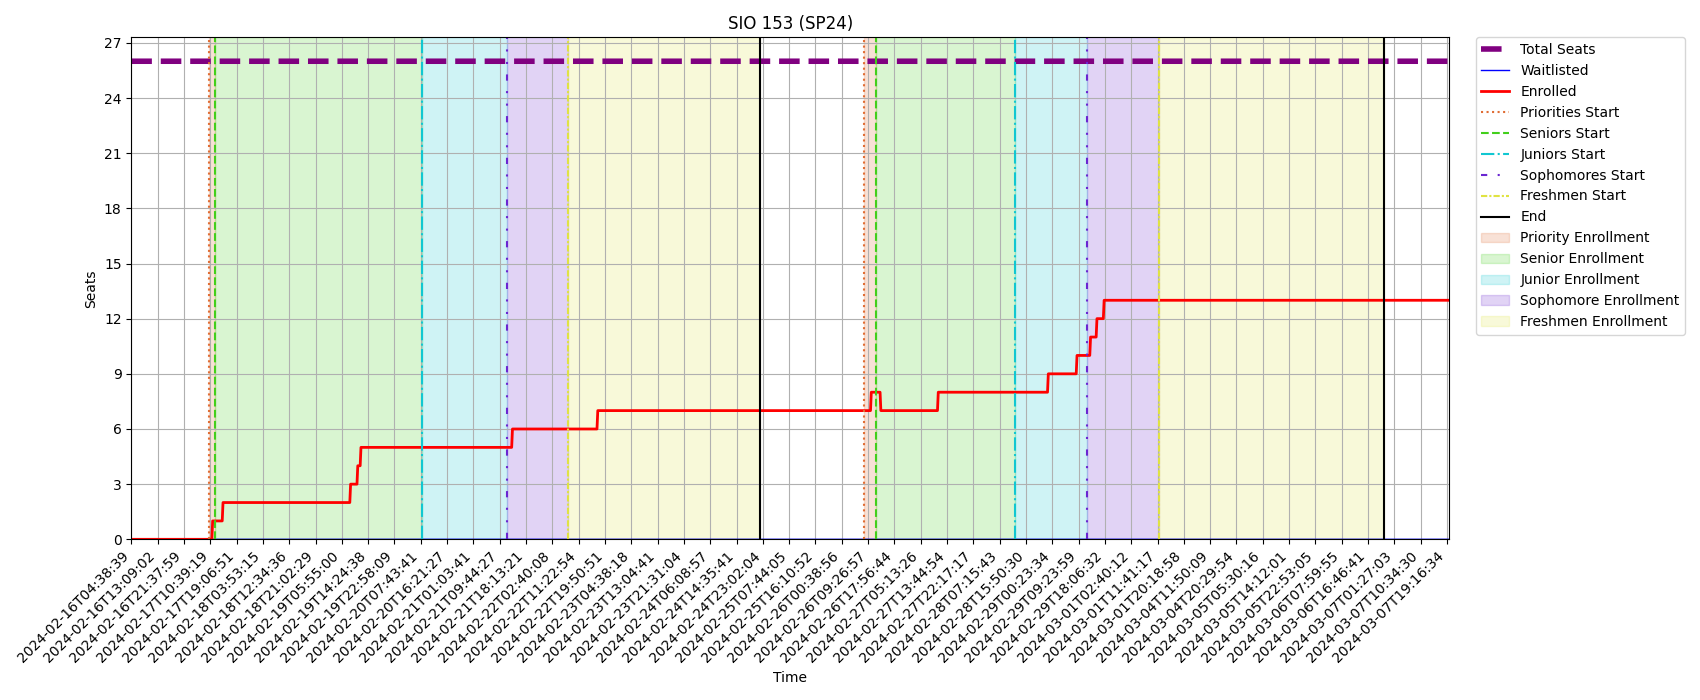 SIO 153 (SP24)
27
24
21
18
15
12
9
6
3
0
Seats
2024-02-16T04:38:39
2024-02-16T13:09:02
2024-02-16T21:37:59
2024-02-17T10:39:19
2024-02-17T19:06:51
2024-02-18T03:53:15
2024-02-18T12:34:36
2024-02-18T21:02:29
2024-02-19T05:55:00
2024-02-19T14:24:38
2024-02-19T22:58:09
2024-02-20T07:43:41
2024-02-20T16:21:27
2024-02-21T01:03:41
2024-02-21T09:44:27
2024-02-21T18:13:21
2024-02-22T02:40:08
2024-02-22T11:22:54
2024-02-22T19:50:51
2024-02-23T04:38:18
2024-02-23T13:04:41
2024-02-23T21:31:04
2024-02-24T06:08:57
2024-02-24T14:35:41
2024-02-24T23:02:04
2024-02-25T07:44:05
2024-02-25T16:10:52
2024-02-26T00:38:56
2024-02-26T09:26:57
2024-02-26T17:56:44
2024-02-27T05:13:26
2024-02-27T13:44:54
2024-02-27T22:17:17
2024-02-28T07:15:43
2024-02-28T15:50:30
2024-02-29T00:23:34
2024-02-29T09:23:59
2024-02-29T18:06:32
2024-03-01T02:40:12
2024-03-01T11:41:17
2024-03-01T20:18:58
2024-03-04T11:50:09
2024-03-04T20:29:54
2024-03-05T05:30:16
2024-03-05T14:12:01
2024-03-05T22:53:05
2024-03-06T07:59:55
2024-03-06T16:46:41
2024-03-07T01:27:03
2024-03-07T10:34:30
2024-03-07T19:16:34
Time
Total Seats
Waitlisted
Enrolled
Priorities Start
Seniors Start
Juniors Start
Sophomores Start
Freshmen Start
End
Priority Enrollment
Senior Enrollment
Junior Enrollment
Sophomore Enrollment
Freshmen Enrollment